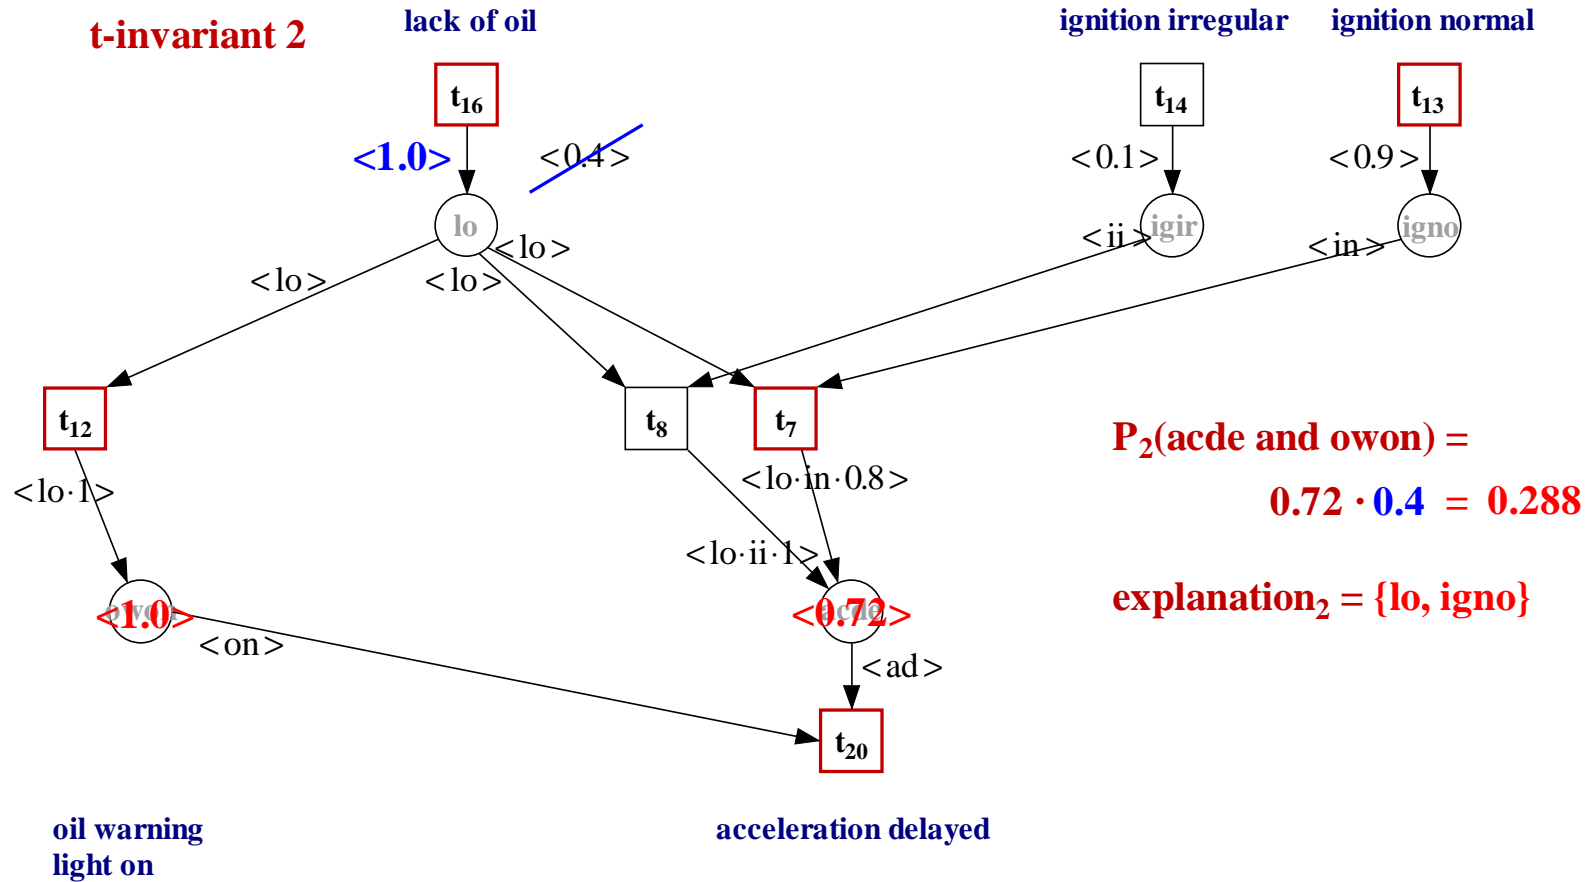 t-invariant 2
lack of oil
ignition irregular
ignition normal
t16
t14
t13
<1.0>
<0.4>
<0.1>
<0.9>
lo
igir
igno
<lo>
<lo>
<lo>
<ii>
<in>
t12
t8
t7
<lo·1>
<lo·in·0.8>
<lo·ii·1>
P2(acde and owon) =
0.72 · 0.4 = 0.288
owon
<1.0>
acde
<0.72>
explanation2 = {lo, igno}
<on>
<ad>
t20
oil warning
light on
acceleration delayed